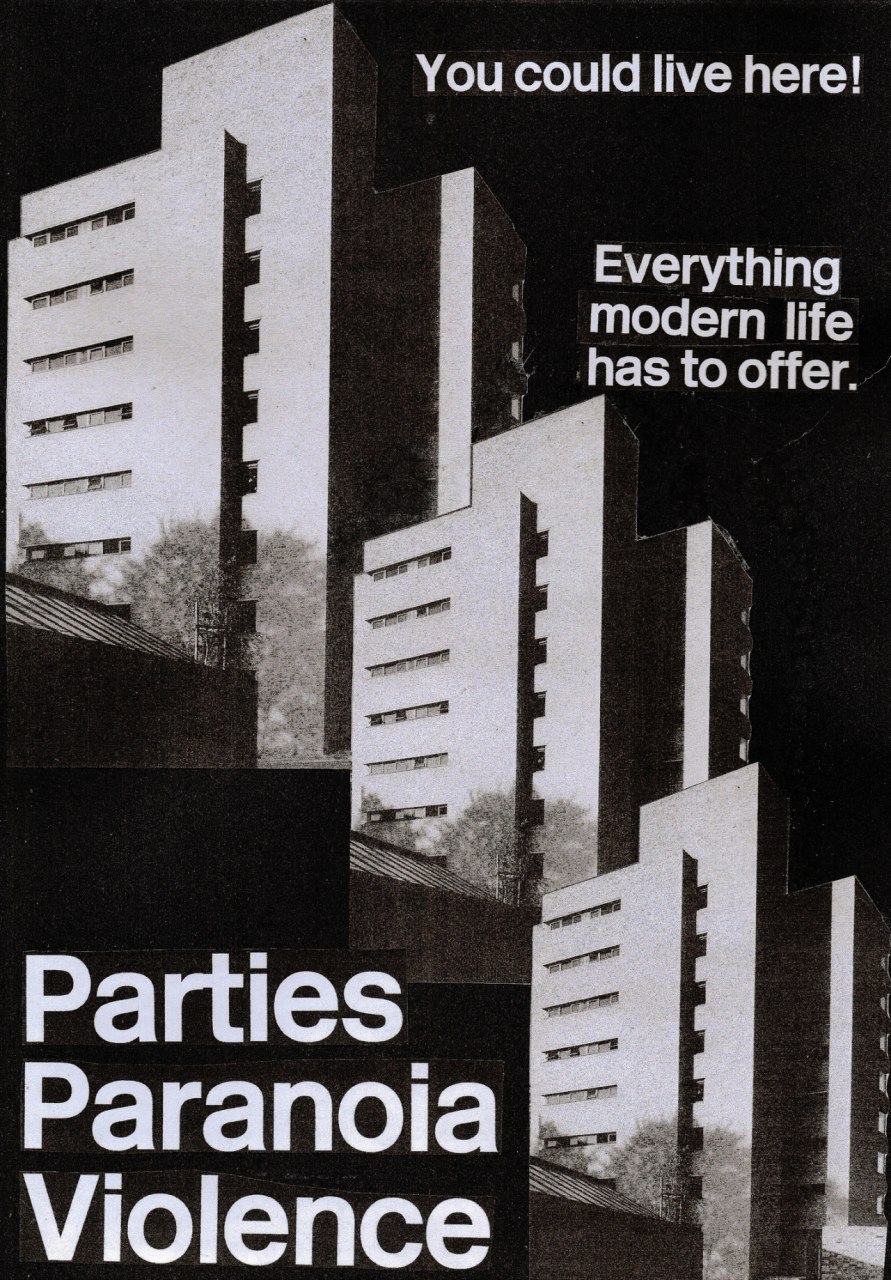 You could live here!
Everything
modern life
has to offer.
Parties
Paranoia
Violence